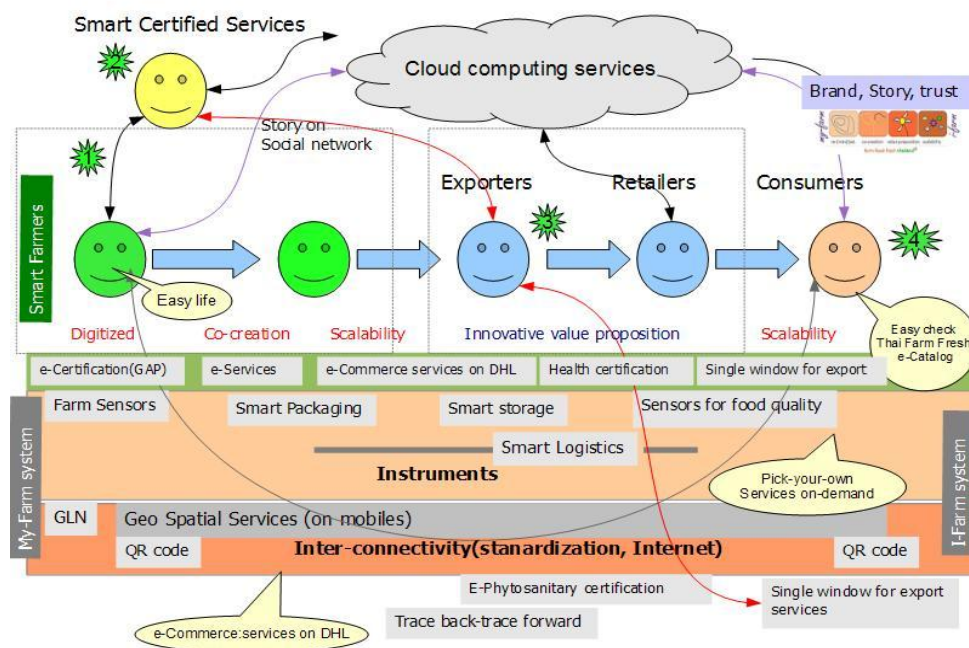 Smart Certified Services
2
Cloud computing services
Brand, Story, trust
my-farm
i-farm
Story on
Social network
1
Exporters
Retailers
Consumers
3
4
Smart Farmers
Easy life
Digitized
Co-creation
Scalability
Innovative value proposition
Scalability
Easy check
Thai Farm Fresh
e-Catalog
e-Certification(GAP)
e-Services
e-Commerce services on DHL
Health certification
Single window for export
Farm Sensors
Smart Packaging
Smart storage
Sensors for food quality
Smart Logistics
Instruments
Pick-your-own
Services on-demand
My-Farm system
I-Farm system
GLN
Geo Spatial Services (on mobiles)
QR code
Inter-connectivity(stanardization, Internet)
QR code
E-Phytosanitary certification
Single window for export
services
Trace back-trace forward
e-Commerce:services on DHL